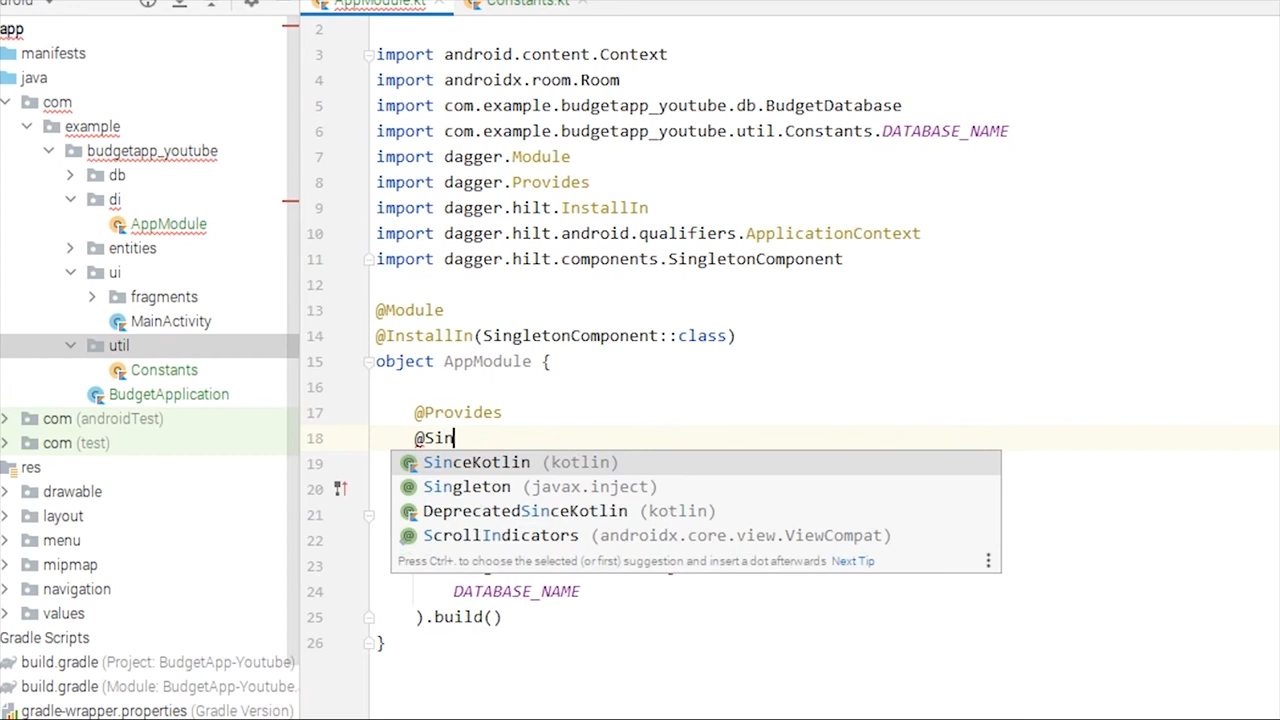 AppModule.kt
Constants.kt
app
manifests
java
com
example
budgetapp_youtube
db
di
AppModule
entities
ui
fragments
MainActivity
util
Constants
BudgetApplication
com (androidTest)
com (test)
res
drawable
layout
menu
mipmap
navigation
values
Gradle Scripts
build.gradle (Project: BudgetApp-Youtube)
build.gradle (Module: BudgetApp-Youtube.
gradle-wrapper.properties (Gradle Version)
2
3 import android.content.Context
4 import androidx.room.Room
5 import com.example.budgetapp_youtube.db.BudgetDatabase
6 import com.example.budgetapp_youtube.util.Constants.DATABASE_NAME
7 import dagger.Module
8 import dagger.Provides
9 import dagger.hilt.InstallIn
10 import dagger.hilt.android.qualifiers.ApplicationContext
11 import dagger.hilt.components.SingletonComponent
12
13 @Module
14 @InstallIn(SingletonComponent::class)
15 object AppModule {
16
17 @Provides
18 @Sin
19 SinceKotlin (kotlin)
20 Singleton (javax.inject)
21 DeprecatedSinceKotlin (kotlin)
22 ScrollIndicators (androidx.core.view.ViewCompat)
23 Press Ctrl+. to choose the selected (or first) suggestion and insert a dot afterwards Next Tip
24 DATABASE_NAME
25 ).build()
26 }